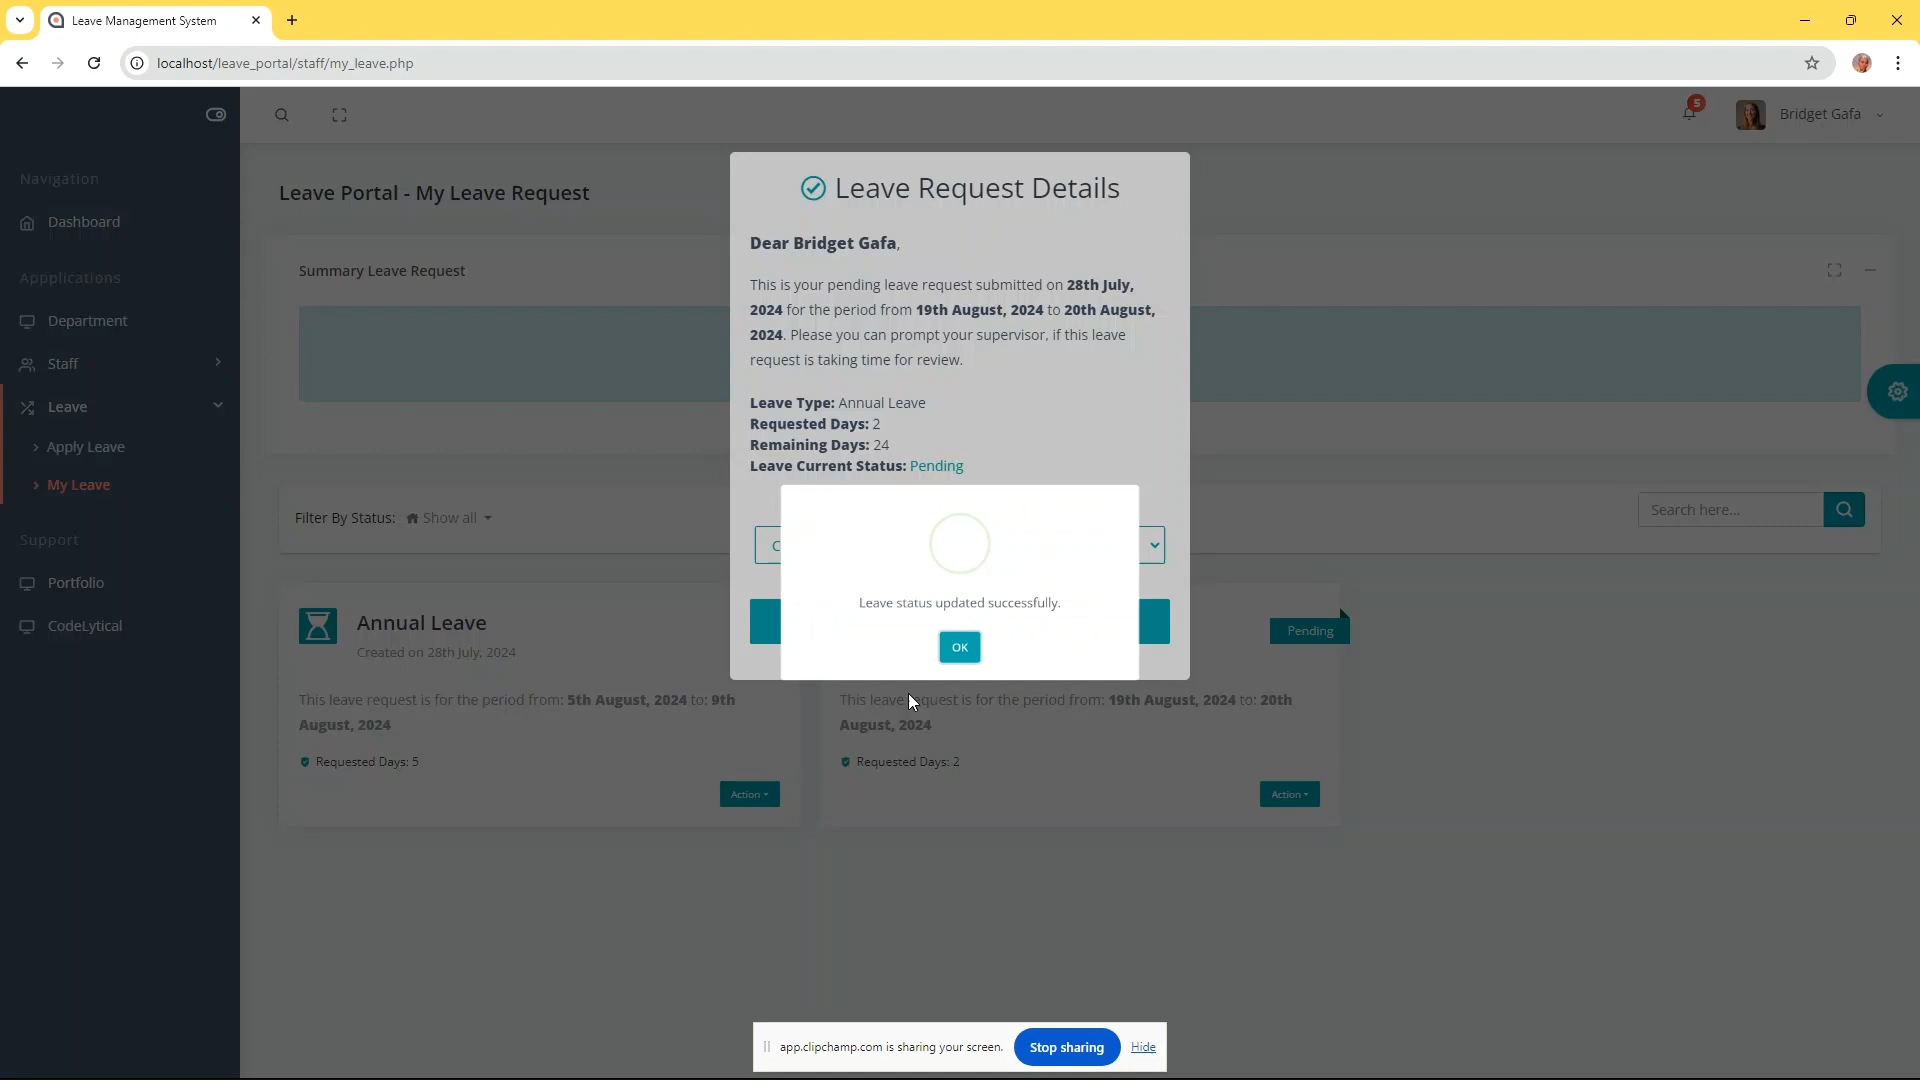 Leave Management System
localhost/leave_portal/staff/my_leave.php
5
Bridget Gafa
Navigation
Dashboard
Appplications
Department
Staff
Leave
Apply Leave
My Leave
Support
Portfolio
CodeLytical
Leave Portal - My Leave Request
Summary Leave Request
Filter By Status: Show all
Search here...
Leave Request Details
Dear Bridget Gafa,
This is your pending leave request submitted on 28th July,
2024 for the period from 19th August, 2024 to 20th August,
2024. Please you can prompt your supervisor, if this leave
request is taking time for review.
Leave Type: Annual Leave
Requested Days: 2
Remaining Days: 24
Leave Current Status: Pending
Leave status updated successfully.
OK
Annual Leave
Created on 28th July, 2024
This leave request is for the period from: 5th August, 2024 to: 9th
August, 2024
Requested Days: 5
Action
Pending
This leave request is for the period from: 19th August, 2024 to: 20th
August, 2024
Requested Days: 2
Action
app.clipchamp.com is sharing your screen.
Stop sharing
Hide